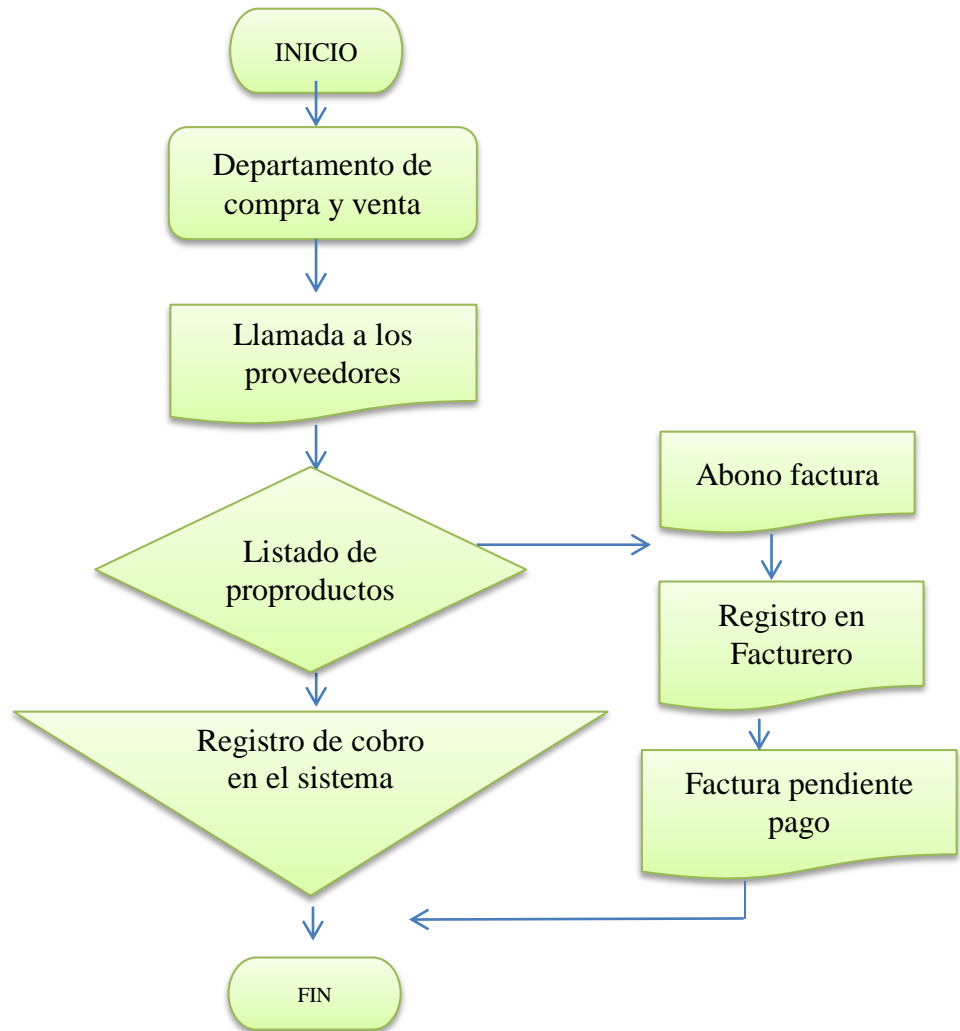 INICIO
Departamento de
compra y venta
Llamada a los
proveedores
Listado de
proproductos
Registro de cobro
en el sistema
Abono factura
Registro en
Facturero
Factura pendiente
pago
FIN